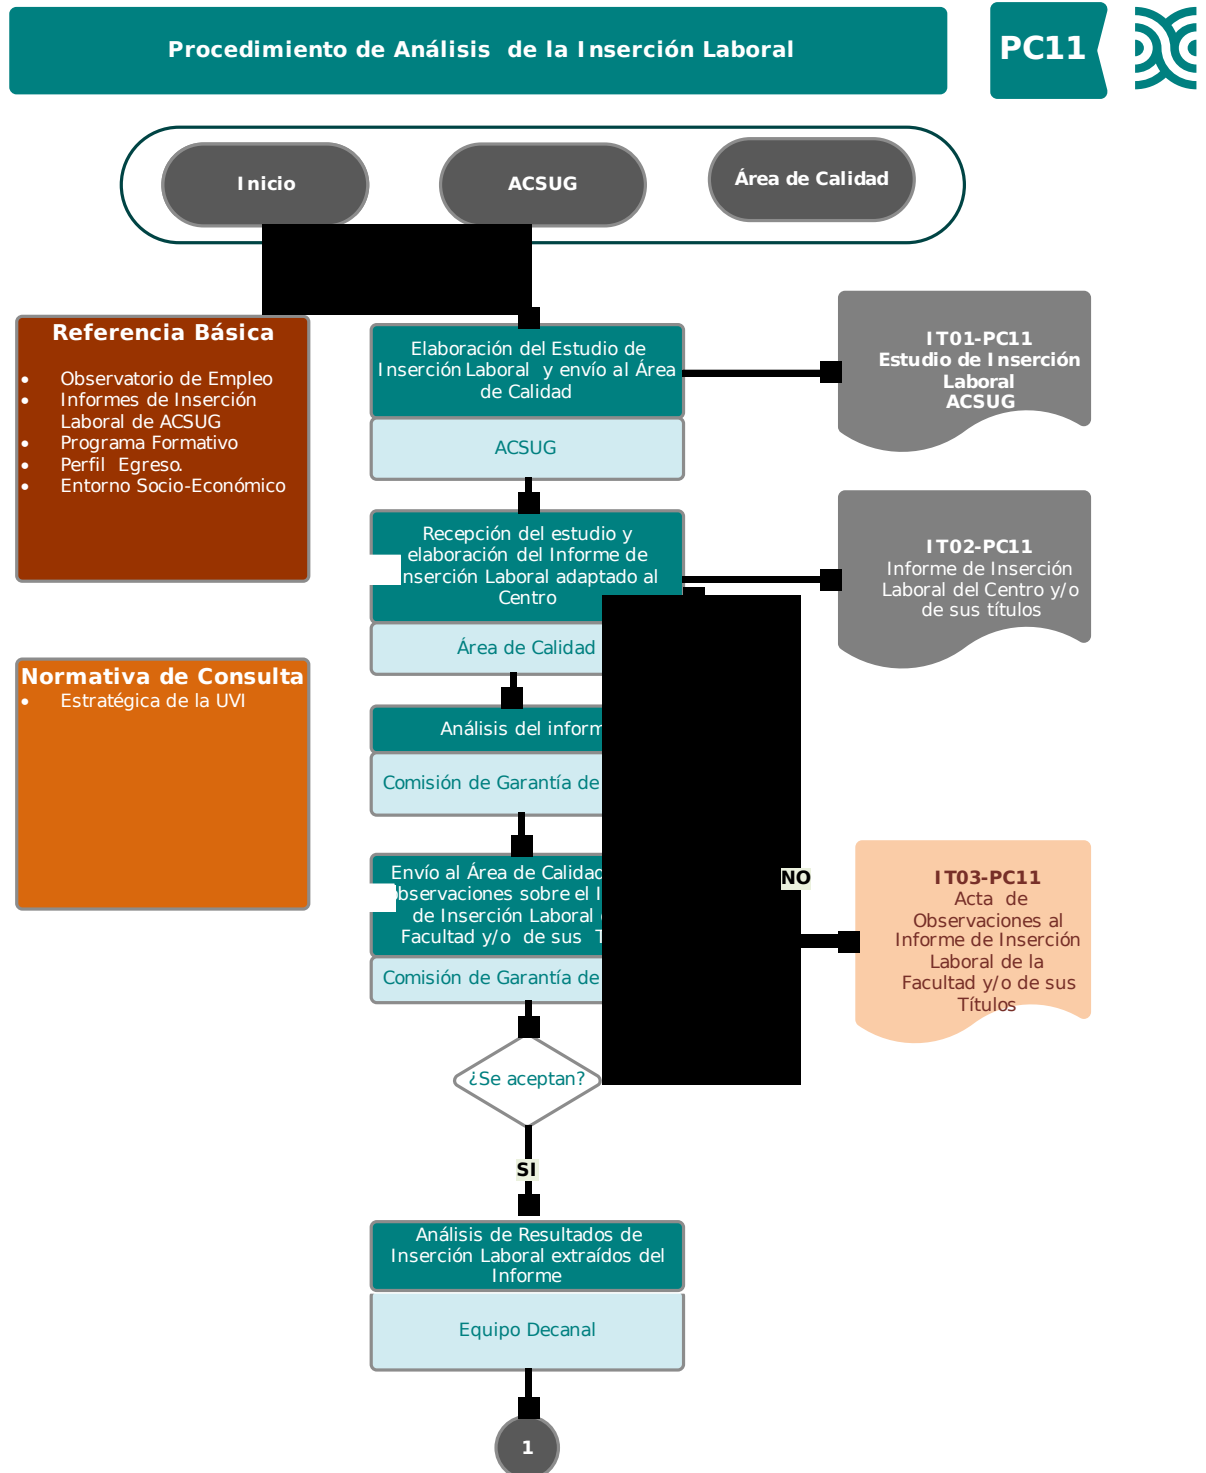 Procedimiento de Análisis de la Inserción Laboral
PC11
Inicio
ACSUG
Área de Calidad
Referencia Básica
• Observatorio de Empleo
• Informes de Inserción
Laboral de ACSUG
• Programa Formativo
• Perfil Egreso.
• Entorno Socio-Económico
Normativa de Consulta
• Estratégica de la UVI
Elaboración del Estudio de
Inserción Laboral y envío al Área
de Calidad
ACSUG
IT01-PC11
Estudio de Inserción
Laboral
ACSUG
Recepción del estudio y
elaboración del Informe de
Inserción Laboral adaptado al
Centro
Área de Calidad
IT02-PC11
Informe de Inserción
Laboral del Centro y/o
de sus títulos
Análisis del inform
Comisión de Garantía de
Envío al Área de Calidad
observaciones sobre el I
de Inserción Laboral
Facultad y/o de sus T
Comisión de Garantía de
NO
IT03-PC11
Acta de
Observaciones al
Informe de Inserción
Laboral de la
Facultad y/o de sus
Títulos
¿Se aceptan?
SI
Análisis de Resultados de
Inserción Laboral extraídos del
Informe
Equipo Decanal
1